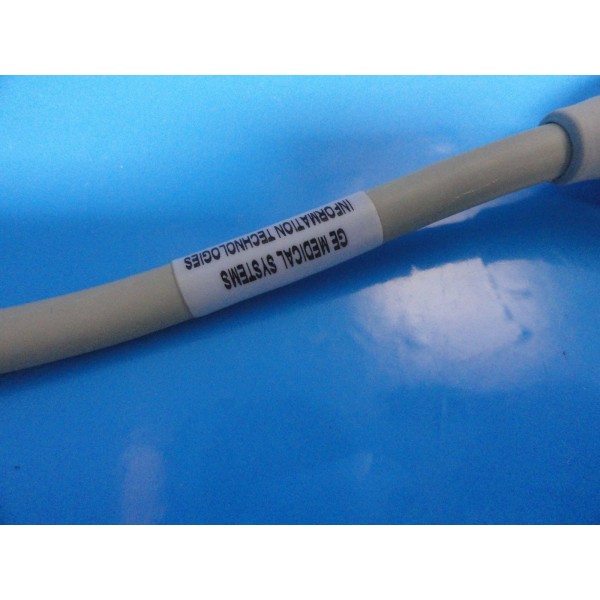 GE MEDICAL SYSTEMS
INFORMATION TECHNOLOGIES